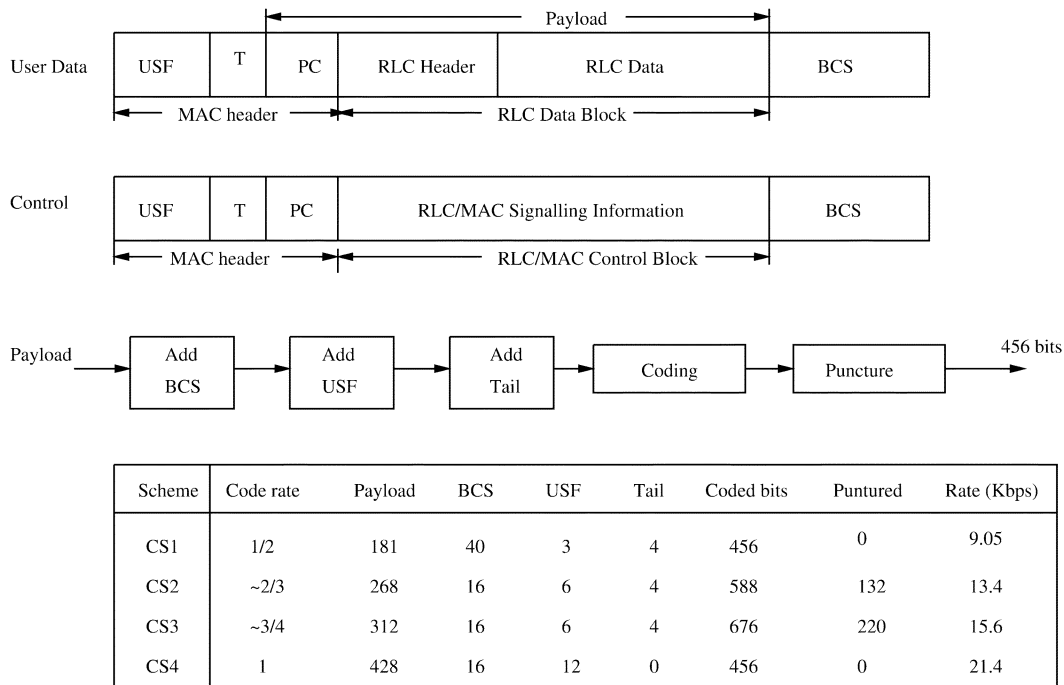 Payload
User Data USF T PC RLC Header RLC Data BCS
MAC header RLC Data Block
Control USF T PC RLC/MAC Signalling Information BCS
MAC header RLC/MAC Control Block
Payload Add BCS Add USF Add Tail Coding Puncture 456 bits
Scheme Code rate Payload BCS USF Tail Coded bits Puntured Rate (Kbps)
CS1 1/2 181 40 3 4 456 0 9.05
CS2 ~2/3 268 16 6 4 588 132 13.4
CS3 ~3/4 312 16 6 4 676 220 15.6
CS4 1 428 16 12 0 456 0 21.4